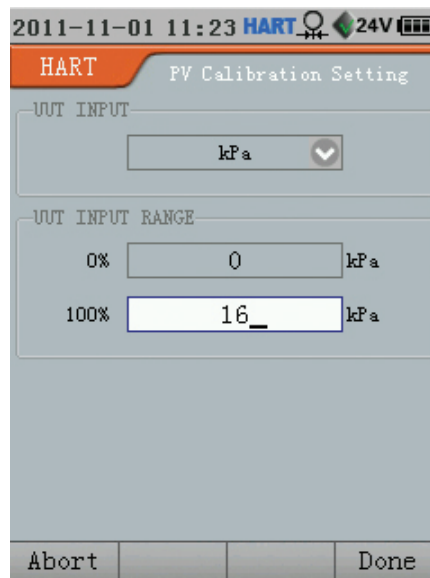 2011-11-01 11:23 HART 24V
HART PV Calibration Setting
UUT INPUT
kPa
UUT INPUT RANGE
0% 0 kPa
100% 16_ kPa
Abort Done